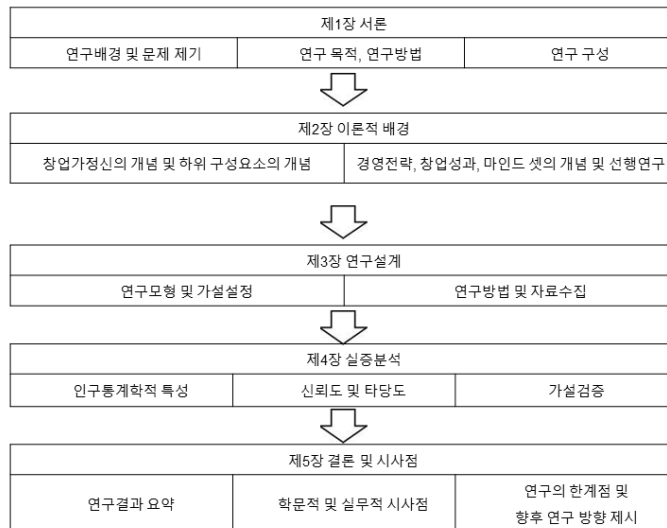 제1장 서론
연구배경 및 문제 제기
연구 목적, 연구방법
연구 구성
제2장 이론적 배경
창업가정신의 개념 및 하위 구성요소의 개념
경영전략, 창업성과, 마인드 셋의 개념 및 선행연구
제3장 연구설계
연구모형 및 가설설정
연구방법 및 자료수집
제4장 실증분석
인구통계학적 특성
신뢰도 및 타당도
가설검증
제5장 결론 및 시사점
연구결과 요약
학문적 및 실무적 시사점
연구의 한계점 및
향후 연구 방향 제시